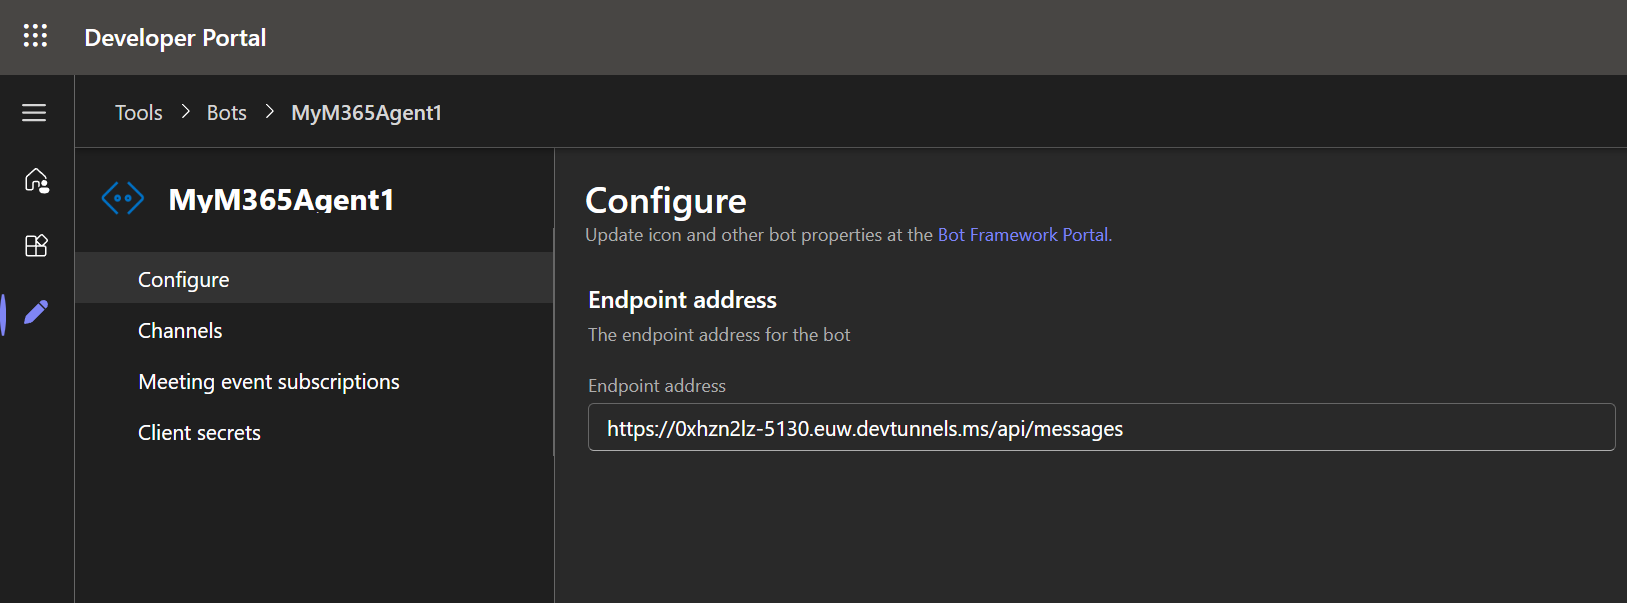 Developer Portal
Tools > Bots > MyM365Agent1
MyM365Agent1
Configure
Channels
Meeting event subscriptions
Client secrets
Configure
Update icon and other bot properties at the Bot Framework Portal.
Endpoint address
The endpoint address for the bot
Endpoint address
https://0xhzn2lz-5130.euw.devtunnels.ms/api/messages